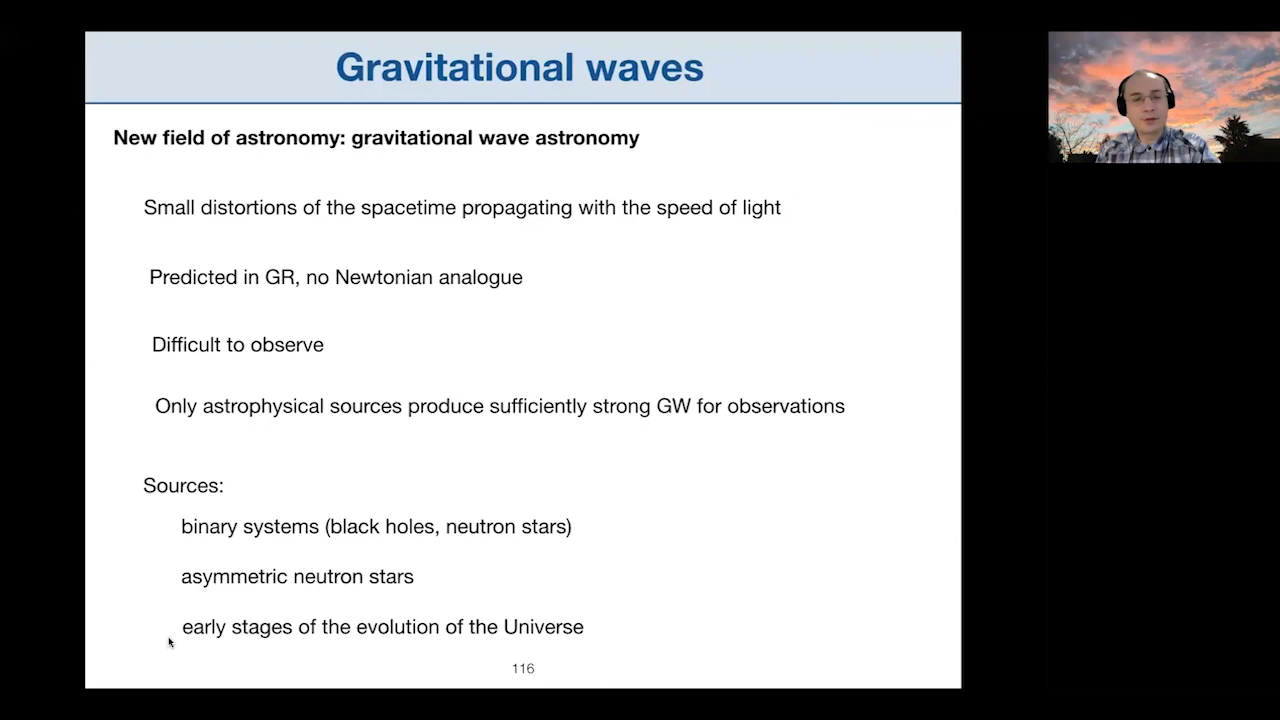 Gravitational waves
New field of astronomy: gravitational wave astronomy
Small distortions of the spacetime propagating with the speed of light
Predicted in GR, no Newtonian analogue
Difficult to observe
Only astrophysical sources produce sufficiently strong GW for observations
Sources:
binary systems (black holes, neutron stars)
asymmetric neutron stars
early stages of the evolution of the Universe
116